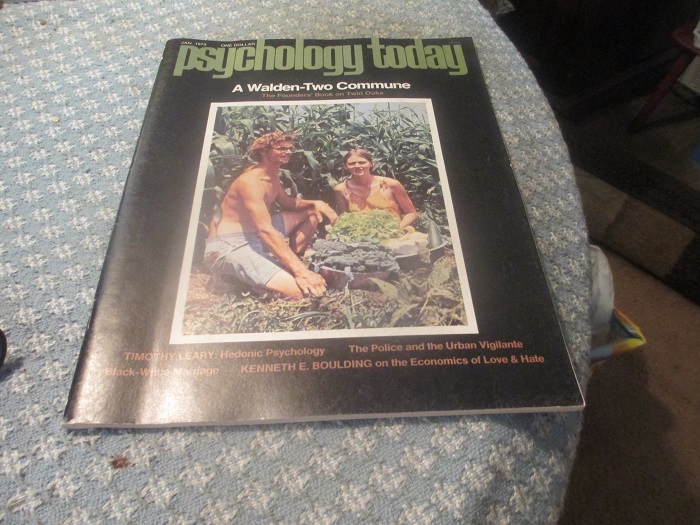 JAN. 1973 ONE DOLLAR
psychology today
A Walden-Two Commune
The Founders' Book on Twin Oaks
TIMOTHY LEARY: Hedonic Psychology The Police and the Urban Vigilante
Black-White Marriage KENNETH E. BOULDING on the Economics of Love & Hate